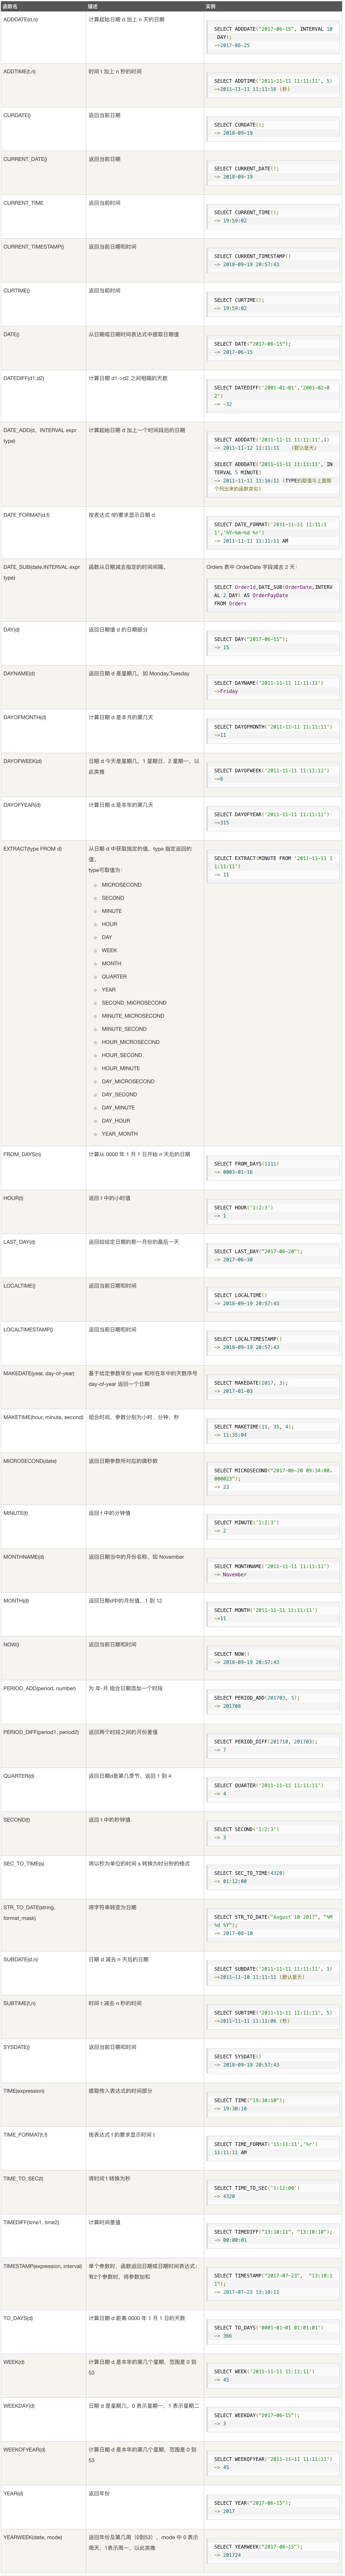 函数名 描述 实例
ADDDATE(d,n) 计算起始日期 d 加上 n 天的日期
SELECT ADDDATE("2017-06-15", INTERVAL 10
DAY);
->2017-06-25
ADDTIME(t,n) 时间 t 加上 n 秒的时间
SELECT ADDTIME('2011-11-11 11:11:11', 5)
->2011-11-11 11:11:16 (秒)
CURDATE() 返回当前日期
SELECT CURDATE();
-> 2018-09-19
CURRENT_DATE() 返回当前日期
SELECT CURRENT_DATE();
-> 2018-09-19
CURRENT_TIME 返回当前时间
SELECT CURRENT_TIME();
-> 19:59:02
CURRENT_TIMESTAMP() 返回当前日期和时间
SELECT CURRENT_TIMESTAMP()
-> 2018-09-19 20:57:43
CURTIME() 返回当前时间
SELECT CURTIME();
-> 19:59:02
DATE() 从日期或日期时间表达式中提取日期值
SELECT DATE("2017-06-15");
-> 2017-06-15
DATEDIFF(d1,d2) 计算日期 d1->d2 之间相隔的天数
SELECT DATEDIFF('2001-01-01','2001-02-0
2')
-> -32
DATE_ADD(d，INTERVAL expr
type)
计算起始日期 d 加上一个时间段后的日期
SELECT ADDDATE('2011-11-11 11:11:11',1)
-> 2011-11-12 11:11:11 (默认是天)
SELECT ADDDATE('2011-11-11 11:11:11', IN
TERVAL 5 MINUTE)
-> 2011-11-11 11:16:11 (TYPE的取值与上面那
个列出来的函数类似)
DATE_FORMAT(d,f) 按表达式 f的要求显示日期 d
SELECT DATE_FORMAT('2011-11-11 11:11:1
1','%Y-%m-%d %r')
-> 2011-11-11 11:11:11 AM
DATE_SUB(date,INTERVAL expr
type)
函数从日期减去指定的时间间隔。
Orders 表中 OrderDate 字段减去 2 天：
SELECT OrderId,DATE_SUB(OrderDate,INTERV
AL 2 DAY) AS OrderPayDate
FROM Orders
DAY(d) 返回日期值 d 的日期部分
SELECT DAY("2017-06-15");
-> 15
DAYNAME(d) 返回日期 d 是星期几，如 Monday,Tuesday
SELECT DAYNAME('2011-11-11 11:11:11')
->Friday
DAYOFMONTH(d) 计算日期 d 是本月的第几天
SELECT DAYOFMONTH('2011-11-11 11:11:11')
->11
DAYOFWEEK(d) 日期 d 今天是星期几，1 星期日，2 星期一，以
此类推
SELECT DAYOFWEEK('2011-11-11 11:11:11')
->6
DAYOFYEAR(d) 计算日期 d 是本年的第几天
SELECT DAYOFYEAR('2011-11-11 11:11:11')
->315
EXTRACT(type FROM d) 从日期 d 中获取指定的值，type 指定返回的
值。
type可取值为：
MICROSECOND
SECOND
MINUTE
HOUR
DAY
WEEK
MONTH
QUARTER
YEAR
SECOND_MICROSECOND
MINUTE_MICROSECOND
MINUTE_SECOND
HOUR_MICROSECOND
HOUR_SECOND
HOUR_MINUTE
DAY_MICROSECOND
DAY_SECOND
DAY_MINUTE
DAY_HOUR
YEAR_MONTH
SELECT EXTRACT(MINUTE FROM '2011-11-11 1
1:11:11')
-> 11
FROM_DAYS(n) 计算从 0000 年 1 月 1 日开始 n 天后的日期
SELECT FROM_DAYS(1111)
-> 0003-01-16
HOUR(t) 返回 t 中的小时值
SELECT HOUR('1:2:3')
-> 1
LAST_DAY(d) 返回给给定日期的那一月份的最后一天
SELECT LAST_DAY("2017-06-20");
-> 2017-06-30
LOCALTIME() 返回当前日期和时间
SELECT LOCALTIME()
-> 2018-09-19 20:57:43
LOCALTIMESTAMP() 返回当前日期和时间
SELECT LOCALTIMESTAMP()
-> 2018-09-19 20:57:43
MAKEDATE(year, day-of-year) 基于给定参数年份 year 和所在年中的天数序号
day-of-year 返回一个日期
SELECT MAKEDATE(2017, 3);
-> 2017-01-03
MAKETIME(hour, minute, second) 组合时间，参数分别为小时、分钟、秒
SELECT MAKETIME(11, 35, 4);
-> 11:35:04
MICROSECOND(date) 返回日期参数所对应的微秒数
SELECT MICROSECOND("2017-06-20 09:34:00.
000023");
-> 23
MINUTE(t) 返回 t 中的分钟值
SELECT MINUTE('1:2:3')
-> 2
MONTHNAME(d) 返回日期当中的月份名称，如 November
SELECT MONTHNAME('2011-11-11 11:11:11')
-> November
MONTH(d) 返回日期d中的月份值，1 到 12
SELECT MONTH('2011-11-11 11:11:11')
->11
NOW() 返回当前日期和时间
SELECT NOW()
-> 2018-09-19 20:57:43
PERIOD_ADD(period, number) 为 年-月 组合日期添加一个时段
SELECT PERIOD_ADD(201703, 5);
-> 201708
PERIOD_DIFF(period1, period2) 返回两个时段之间的月份差值
SELECT PERIOD_DIFF(201710, 201703);
-> 7
QUARTER(d) 返回日期d是第几季节，返回 1 到 4
SELECT QUARTER('2011-11-11 11:11:11')
-> 4
SECOND(t) 返回 t 中的秒钟值
SELECT SECOND('1:2:3')
-> 3
SEC_TO_TIME(s) 将以秒为单位的时间 s 转换为时分秒的格式
SELECT SEC_TO_TIME(4320)
-> 01:12:00
STR_TO_DATE(string,
format_mask)
将字符串转变为日期
SELECT STR_TO_DATE("August 10 2017", "%M
%d %Y");
-> 2017-08-10
SUBDATE(d,n) 日期 d 减去 n 天后的日期
SELECT SUBDATE('2011-11-11 11:11:11', 1)
->2011-11-10 11:11:11 (默认是天)
SUBTIME(t,n) 时间 t 减去 n 秒的时间
SELECT SUBTIME('2011-11-11 11:11:11', 5)
->2011-11-11 11:11:06 (秒)
SYSDATE() 返回当前日期和时间
SELECT SYSDATE()
-> 2018-09-19 20:57:43
TIME(expression) 提取传入表达式的时间部分
SELECT TIME("19:30:10");
-> 19:30:10
TIME_FORMAT(t,f) 按表达式 f 的要求显示时间 t
SELECT TIME_FORMAT('11:11:11','%r')
11:11:11 AM
TIME_TO_SEC(t) 将时间 t 转换为秒
SELECT TIME_TO_SEC('1:12:00')
-> 4320
TIMEDIFF(time1, time2) 计算时间差值
SELECT TIMEDIFF("13:10:11", "13:10:10");
-> 00:00:01
TIMESTAMP(expression, interval) 单个参数时，函数返回日期或日期时间表达式；
有2个参数时，将参数加和
SELECT TIMESTAMP("2017-07-23", "13:10:1
1");
-> 2017-07-23 13:10:11
TO_DAYS(d) 计算日期 d 距离 0000 年 1 月 1 日的天数
SELECT TO_DAYS('0001-01-01 01:01:01')
-> 366
WEEK(d) 计算日期 d 是本年的第几个星期，范围是 0 到
53
SELECT WEEK('2011-11-11 11:11:11')
-> 45
WEEKDAY(d) 日期 d 是星期几，0 表示星期一，1 表示星期二
SELECT WEEKDAY("2017-06-15");
-> 3
WEEKOFYEAR(d) 计算日期 d 是本年的第几个星期，范围是 0 到
53
SELECT WEEKOFYEAR('2011-11-11 11:11:11')
-> 45
YEAR(d) 返回年份
SELECT YEAR("2017-06-15");
-> 2017
YEARWEEK(date, mode) 返回年份及第几周（0到53），mode 中 0 表示
周天，1表示周一，以此类推
SELECT YEARWEEK("2017-06-15");
-> 201724